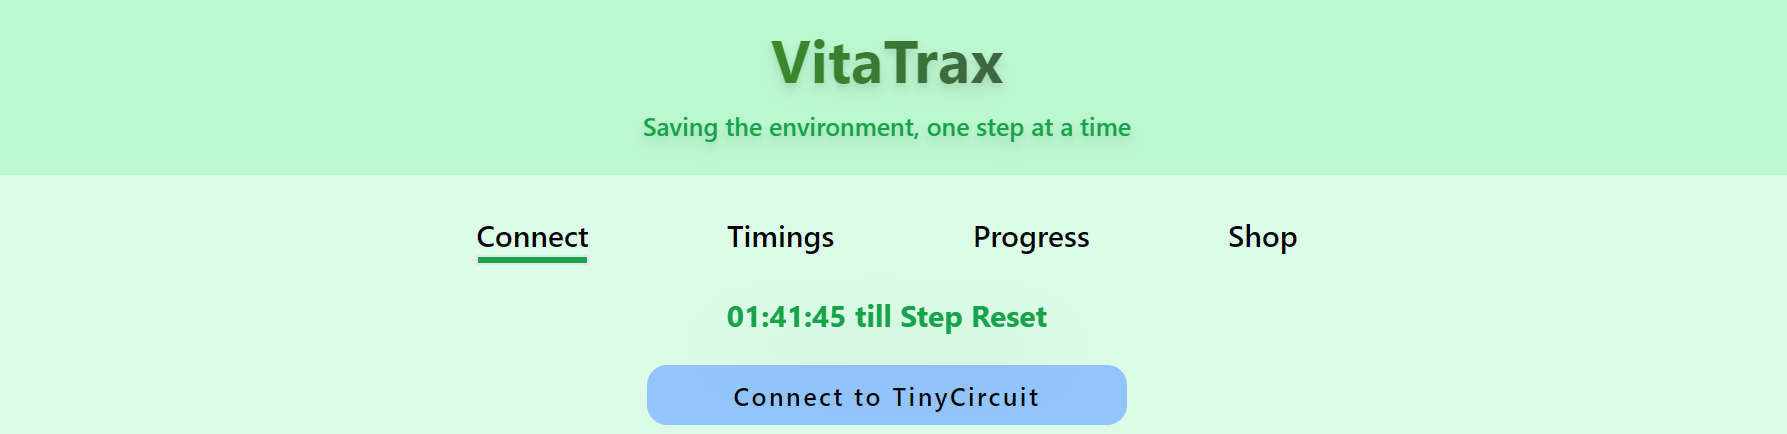 VitaTrax
Saving the environment, one step at a time
Connect Timings Progress Shop
01:41:45 till Step Reset
Connect to TinyCircuit